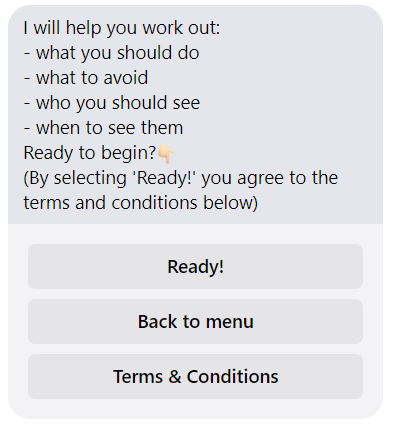 I will help you work out:
- what you should do
- what to avoid
- who you should see
- when to see them
Ready to begin?👇🏻
(By selecting 'Ready!' you agree to the
terms and conditions below)
Ready!
Back to menu
Terms & Conditions